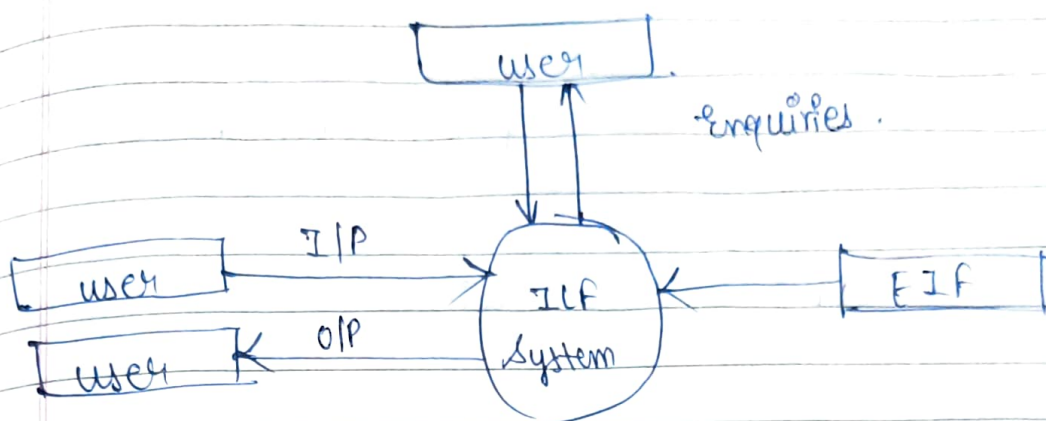 user.
Enquiries.
I/P
user
EIF
ILF
O/P
System
user